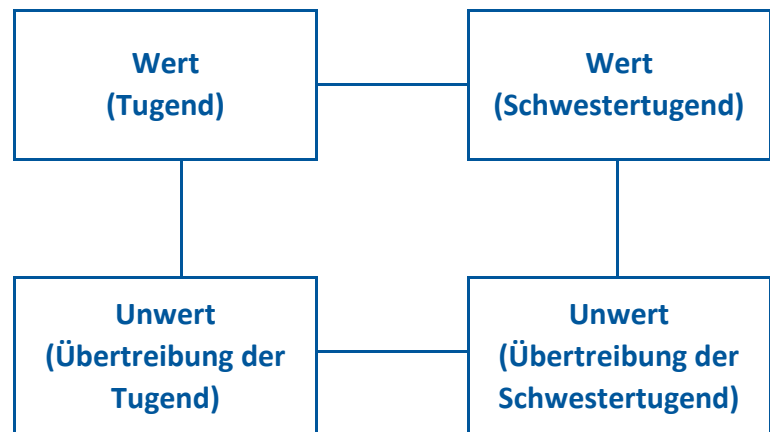 Wert
(Tugend)
Wert
(Schwestertugend)
Unwert
(Übertreibung der
Tugend)
Unwert
(Übertreibung der
Schwestertugend)